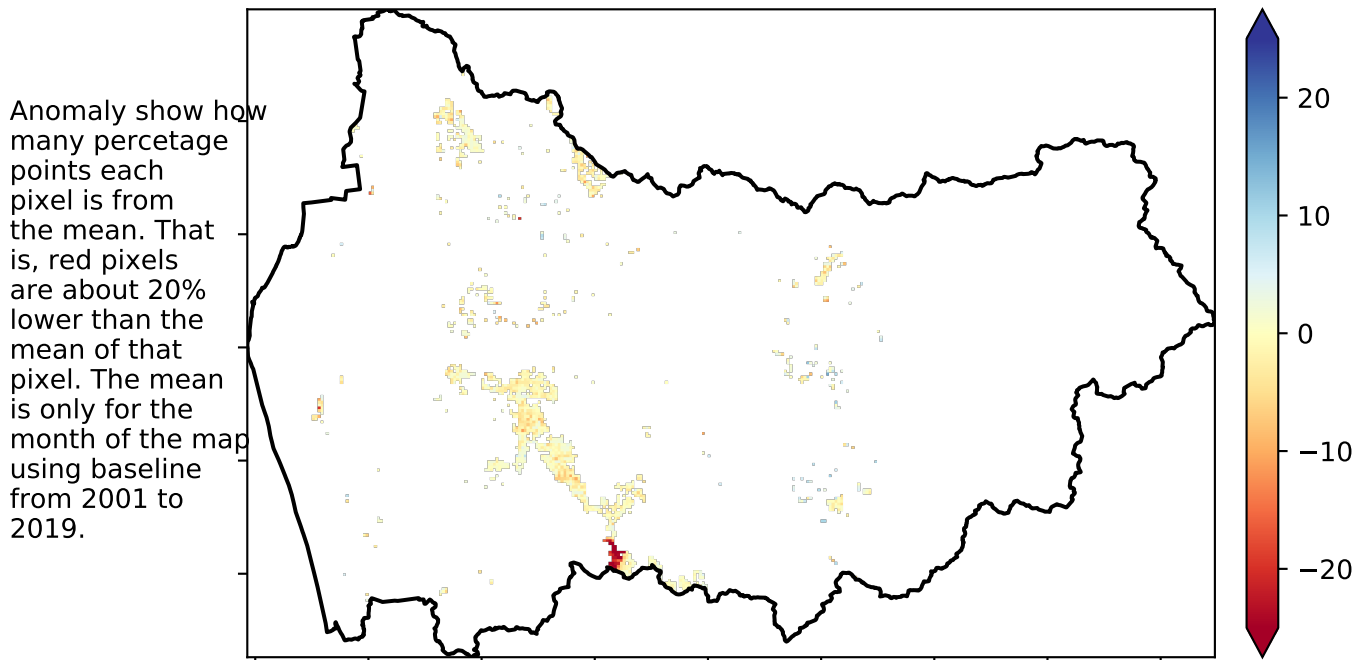 Anomaly show how
many percetage
points each
pixel is from
the mean. That
is, red pixels
are about 20%
lower than the
mean of that
pixel. The mean
is only for the
month of the map
using baseline
from 2001 to
2019.
20
10
0
−10
−20